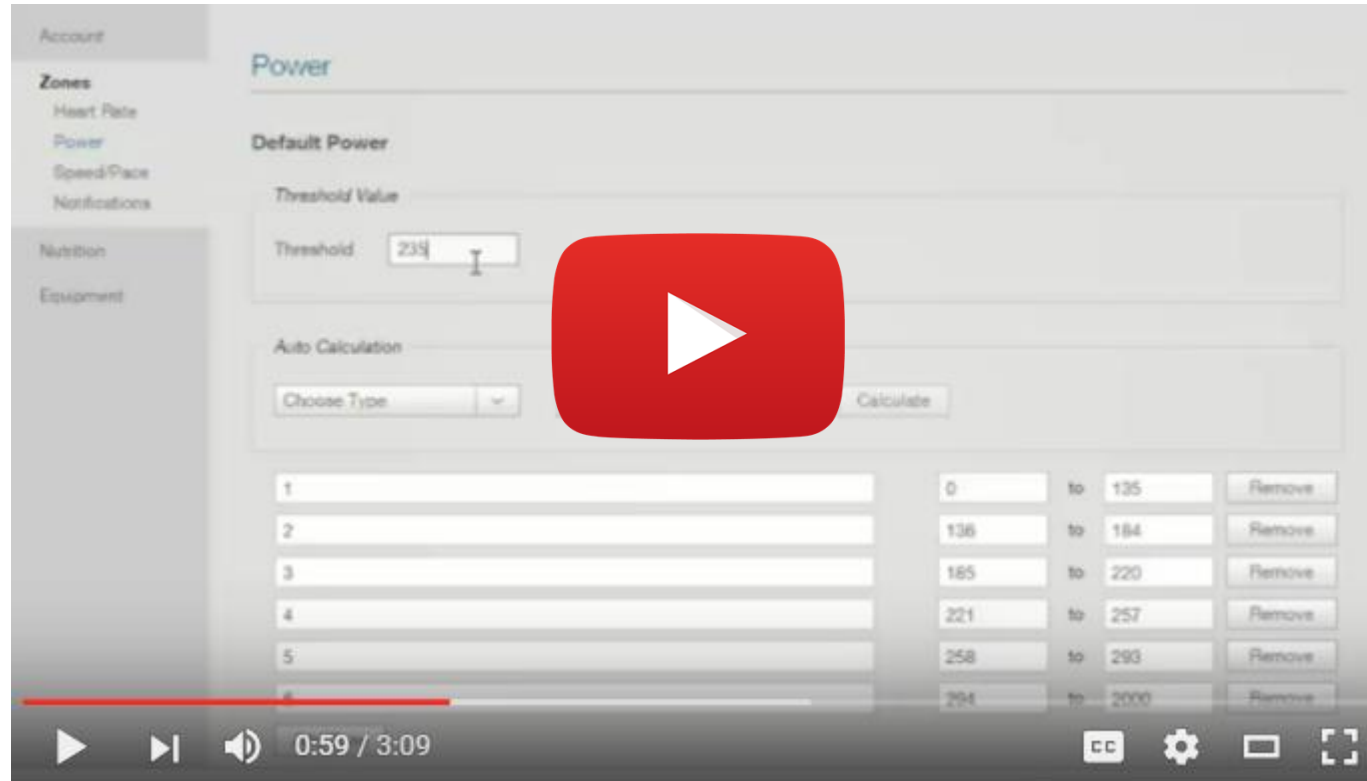 Account
Power
Zones
Heart Rate
Power
Default Power
Speed/Pace
Threshold Value
Notifications
Threshold 235
Nutrition
Equipment
Auto Calculation
Choose Type Calculate
1 0 to 135 Remove
2 136 to 184 Remove
3 185 to 220 Remove
4 221 to 257 Remove
5 258 to 293 Remove
6 294 to 2000 Remove
0:59 / 3:09 CC